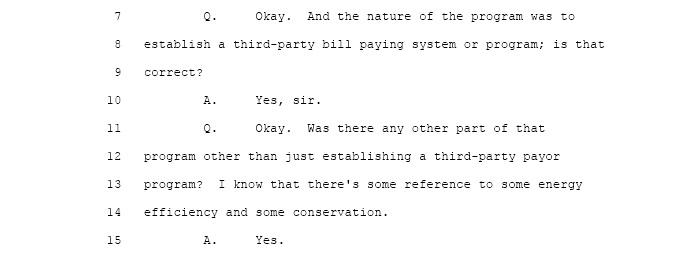 7 Q. Okay. And the nature of the program was to
8 establish a third-party bill paying system or program; is that
9 correct?
10 A. Yes, sir.
11 Q. Okay. Was there any other part of that
12 program other than just establishing a third-party payor
13 program? I know that there's some reference to some energy
14 efficiency and some conservation.
15 A. Yes.